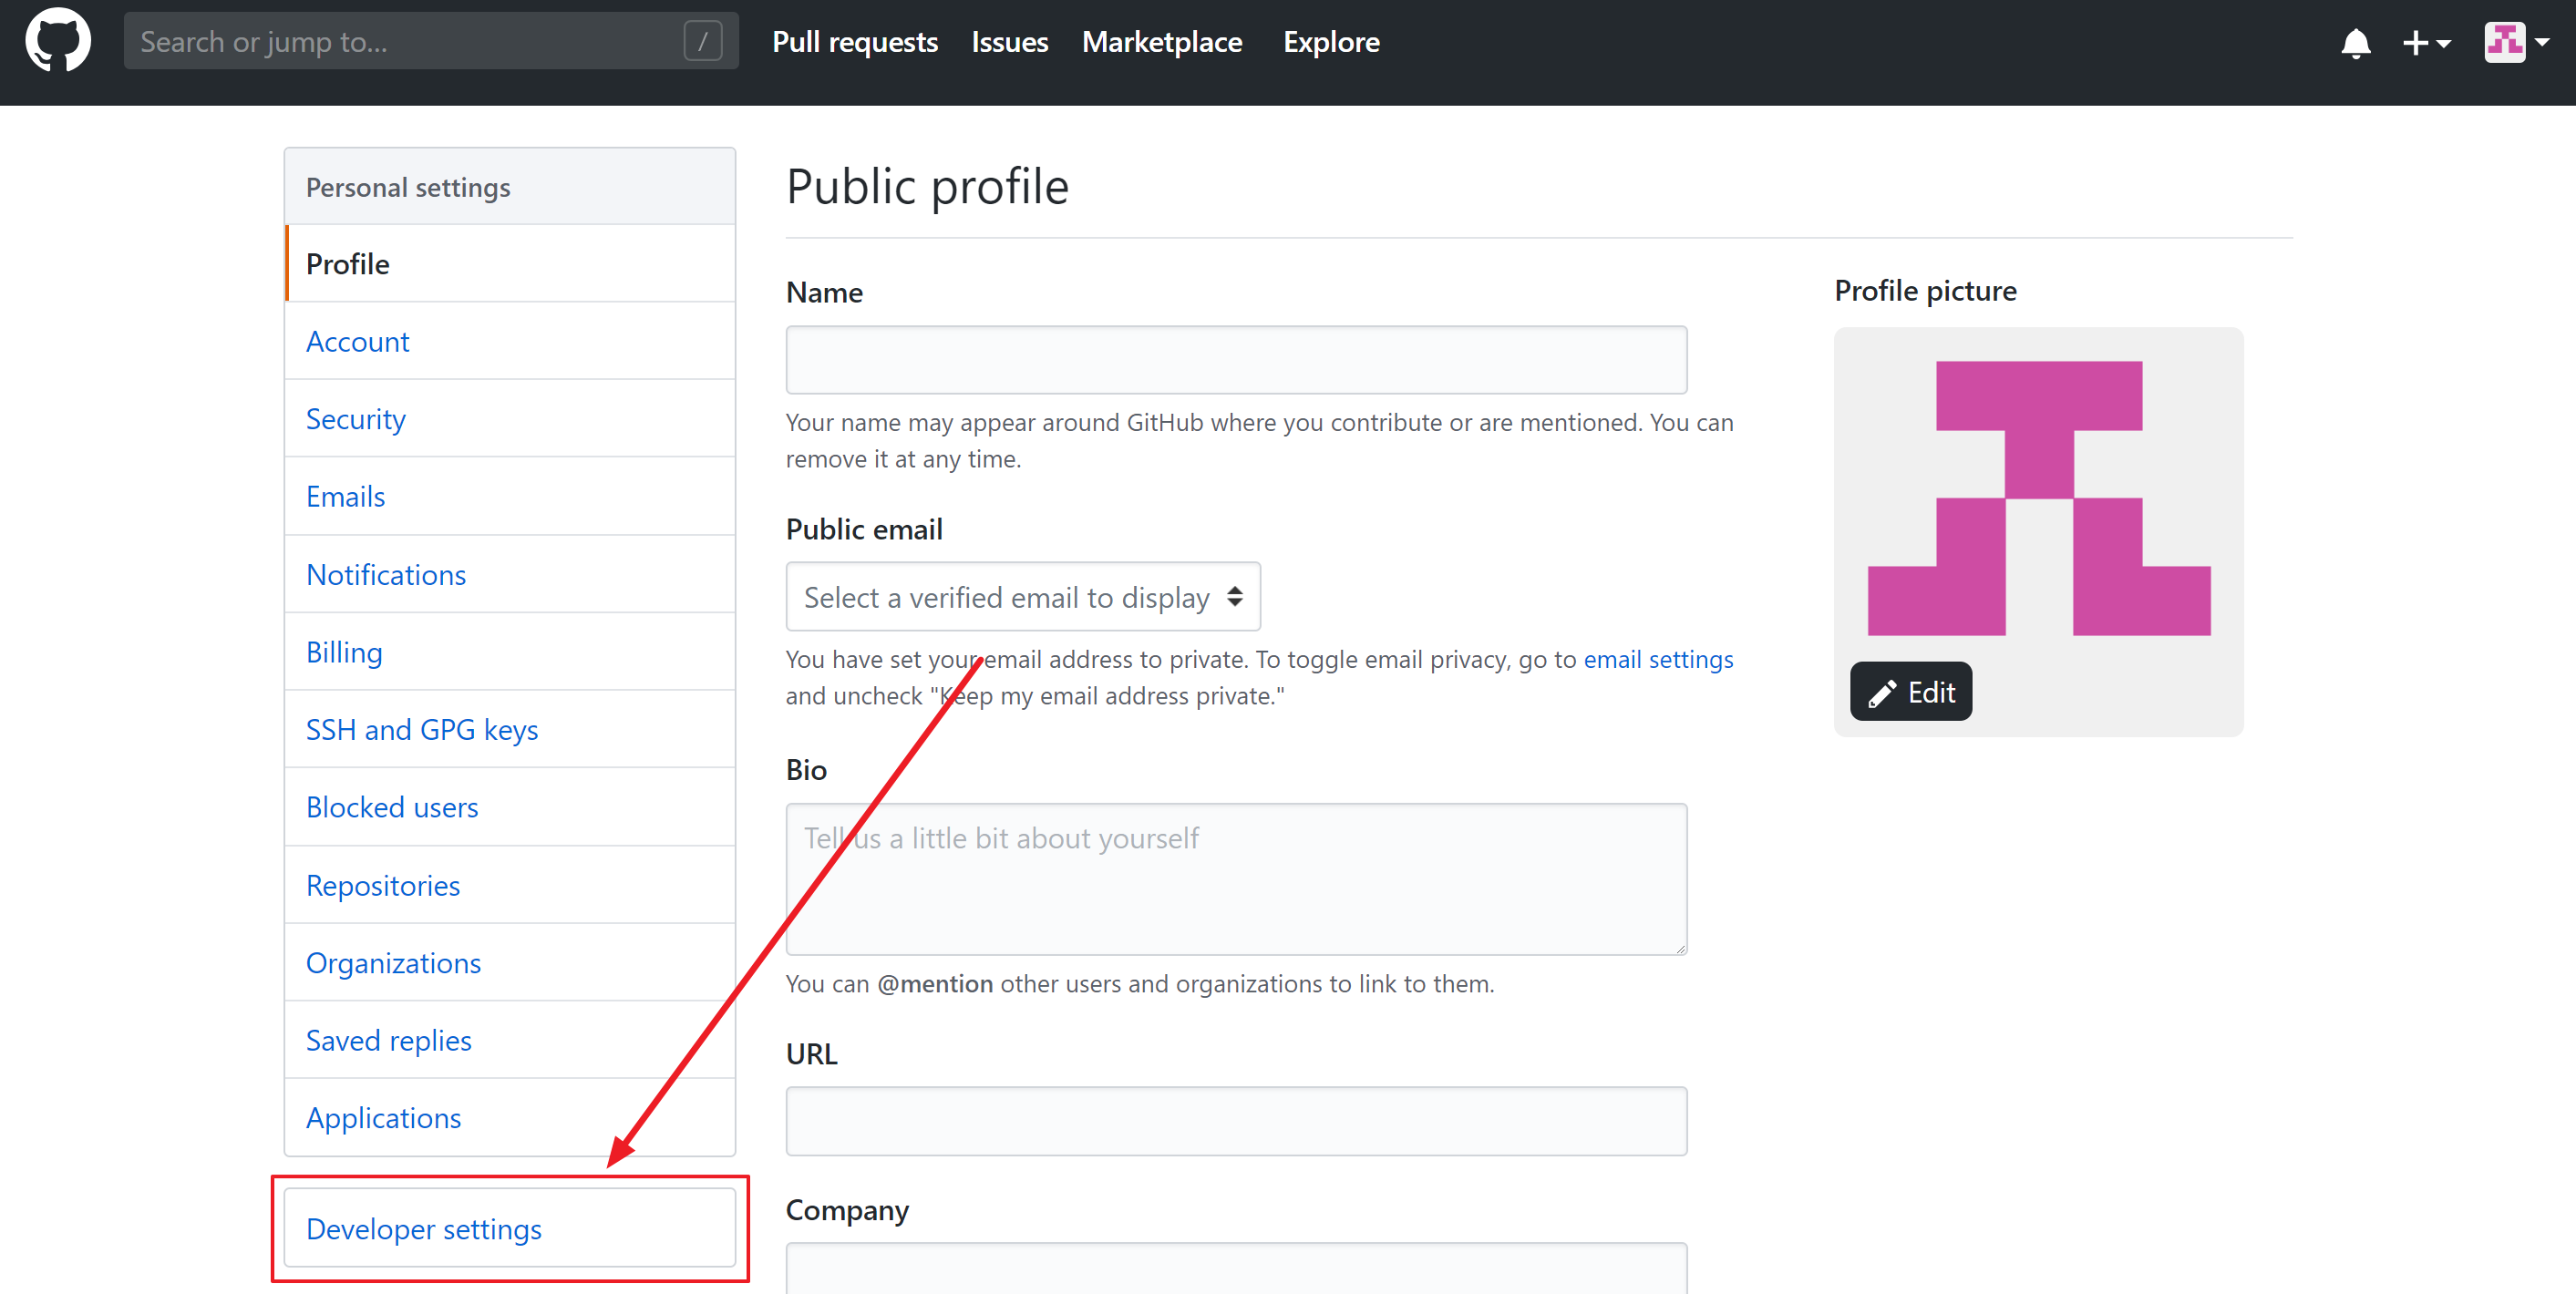 Search or jump to...
/
Pull requests
Issues
Marketplace
Explore
Personal settings
Profile
Account
Security
Emails
Notifications
Billing
SSH and GPG keys
Blocked users
Repositories
Organizations
Saved replies
Applications
Developer settings
Public profile
Name
Your name may appear around GitHub where you contribute or are mentioned. You can
remove it at any time.
Public email
Select a verified email to display
You have set your email address to private. To toggle email privacy, go to email settings
and uncheck "Keep my email address private."
Bio
Tell us a little bit about yourself
You can @mention other users and organizations to link to them.
URL
Company
Profile picture
Edit